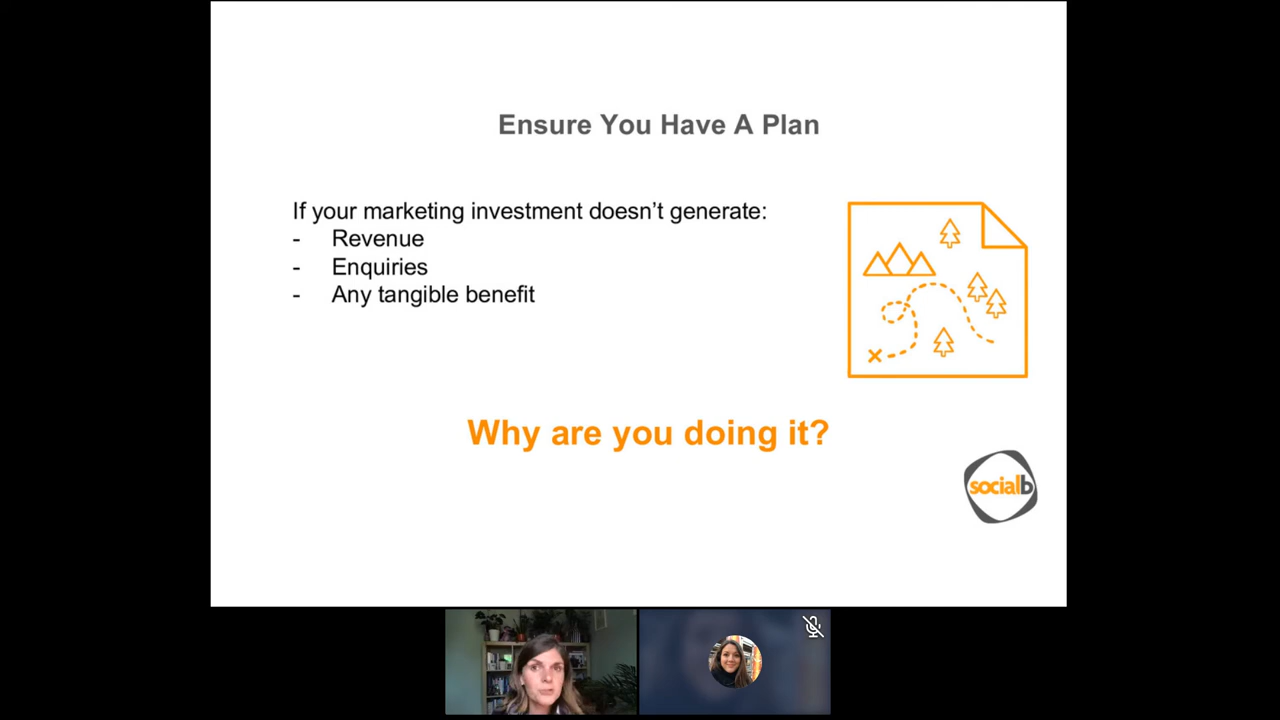 Ensure You Have A Plan
If your marketing investment doesn’t generate:
- Revenue
- Enquiries
- Any tangible benefit
Why are you doing it?
socialb